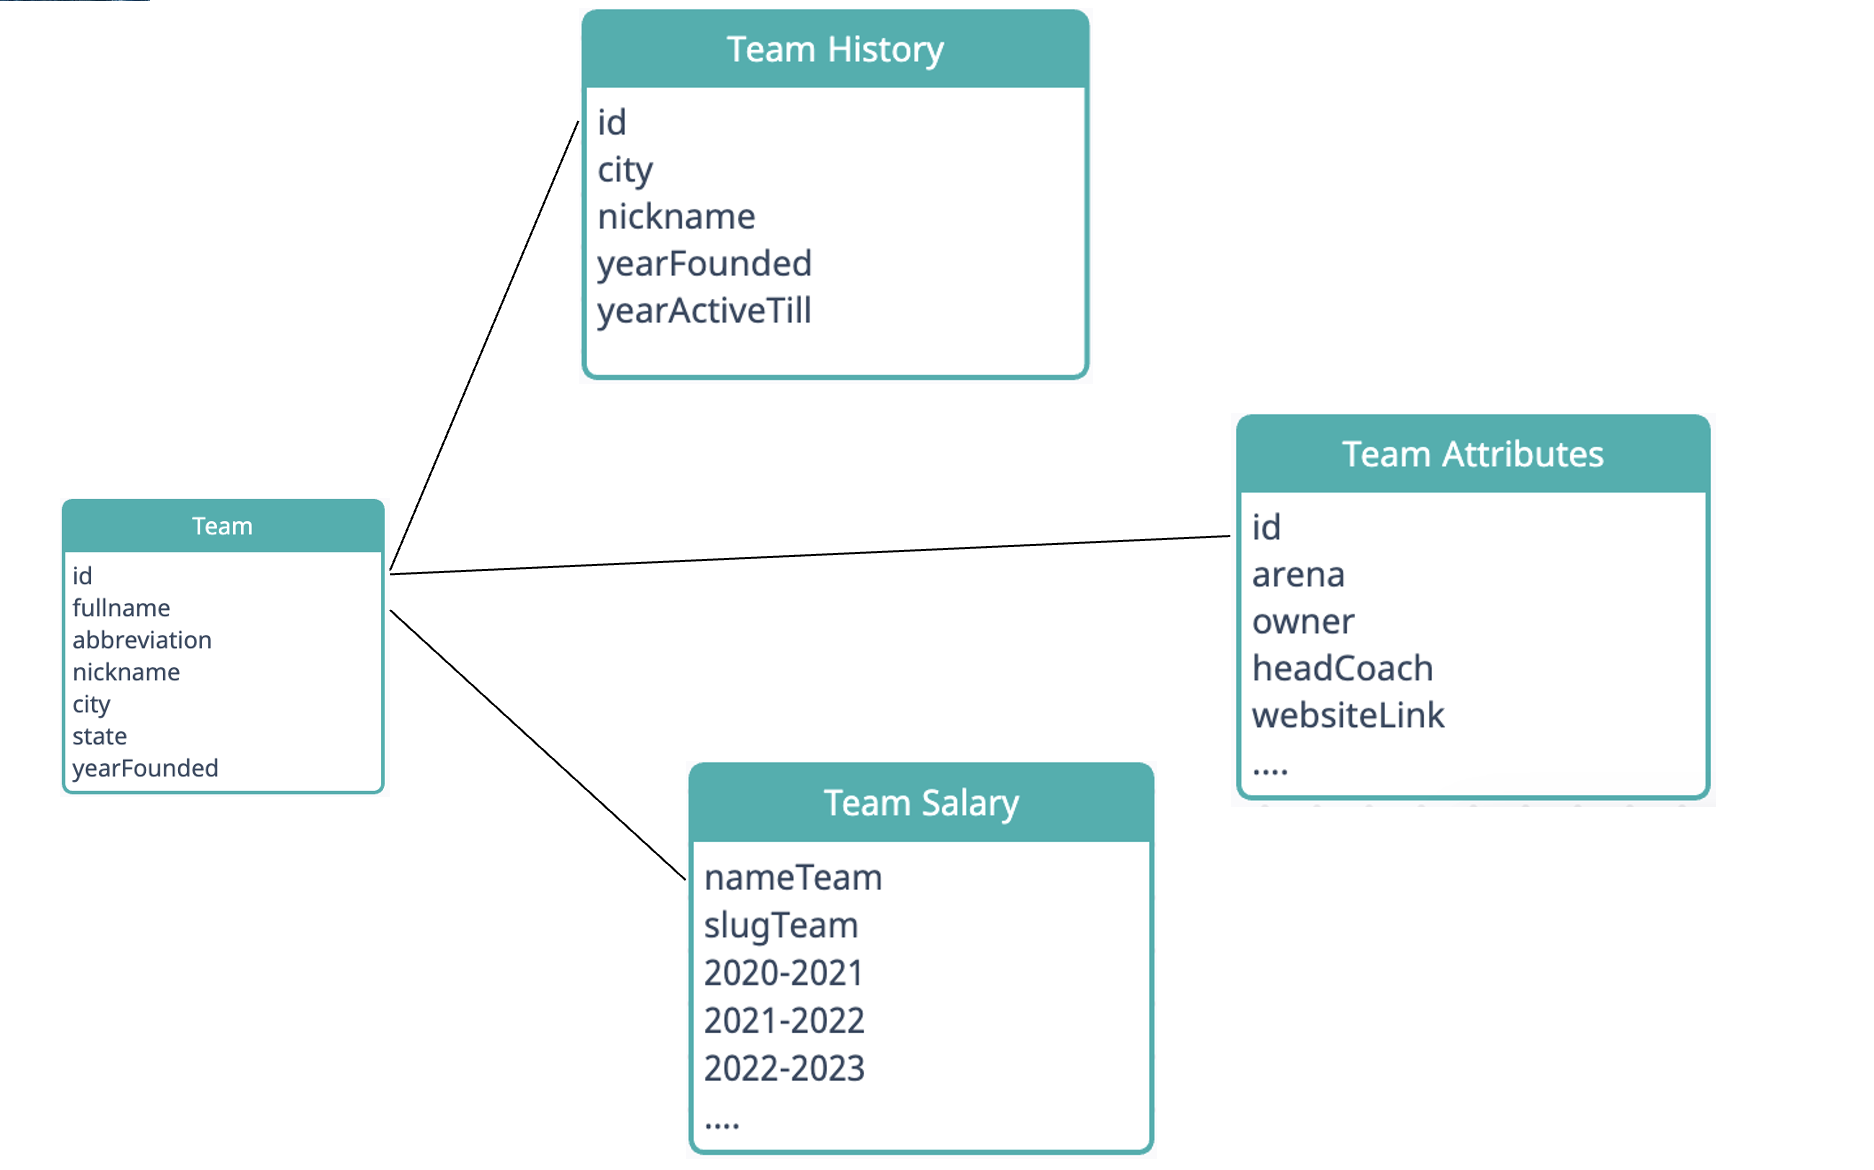 Team History
id
city
nickname
yearFounded
yearActiveTill
Team Attributes
id
arena
owner
headCoach
websiteLink
....
Team
id
fullname
abbreviation
nickname
city
state
yearFounded
Team Salary
nameTeam
slugTeam
2020-2021
2021-2022
2022-2023
....